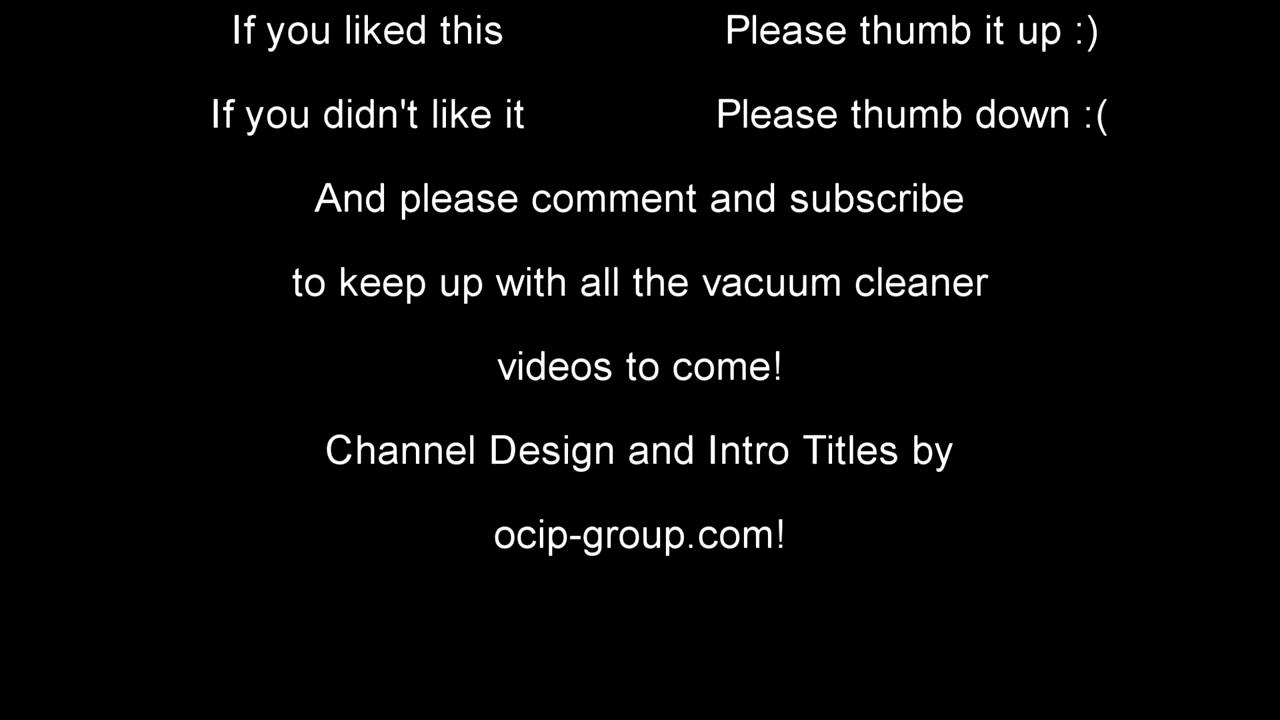 If you liked this Please thumb it up :)
If you didn't like it Please thumb down :(
And please comment and subscribe
to keep up with all the vacuum cleaner
videos to come!
Channel Design and Intro Titles by
ocip-group.com!